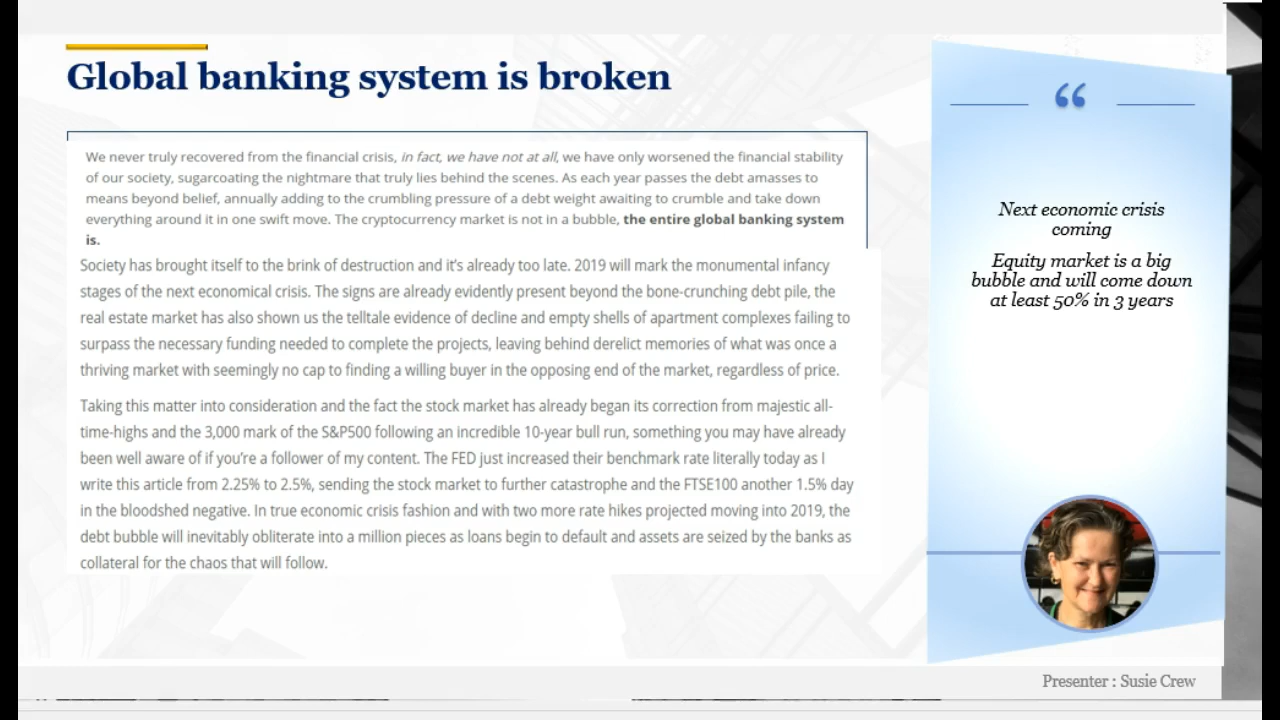 Global banking system is broken
We never truly recovered from the financial crisis, in fact, we have not at all, we have only worsened the financial stability
of our society, sugarcoating the nightmare that truly lies behind the scenes. As each year passes the debt amasses to
means beyond belief, annually adding to the crumbling pressure of a debt weight awaiting to crumble and take down
everything around it in one swift move. The cryptocurrency market is not in a bubble, the entire global banking system
is.
Society has brought itself to the brink of destruction and it’s already too late. 2019 will mark the monumental infancy
stages of the next economical crisis. The signs are already evidently present beyond the bone-crunching debt pile, the
real estate market has also shown us the telltale evidence of decline and empty shells of apartment complexes failing to
surpass the necessary funding needed to complete the projects, leaving behind derelict memories of what was once a
thriving market with seemingly no cap to finding a willing buyer in the opposing end of the market, regardless of price.
Taking this matter into consideration and the fact the stock market has already began its correction from majestic all-
time-highs and the 3,000 mark of the S&P500 following an incredible 10-year bull run, something you may have already
been well aware of if you’re a follower of my content. The FED just increased their benchmark rate literally today as I
write this article from 2.25% to 2.5%, sending the stock market to further catastrophe and the FTSE100 another 1.5% day
in the bloodshed negative. In true economic crisis fashion and with two more rate hikes projected moving into 2019, the
debt bubble will inevitably obliterate into a million pieces as loans begin to default and assets are seized by the banks as
collateral for the chaos that will follow.
“
Next economic crisis
coming
Equity market is a big
bubble and will come down
at least 50% in 3 years
Presenter : Susie Crew